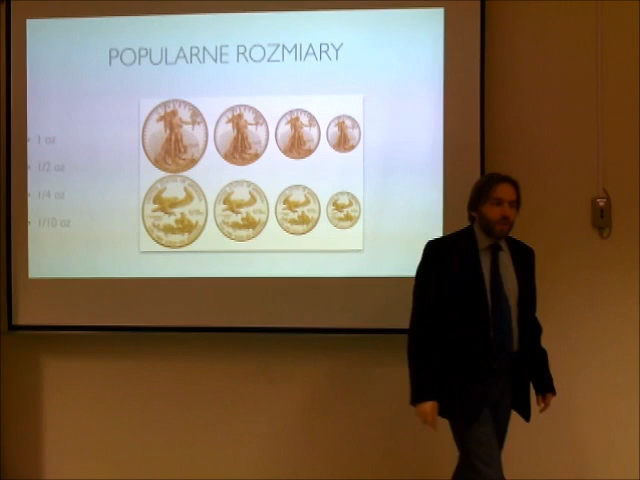 POPULARNE ROZMIARY
1 oz
1/2 oz
1/4 oz
1/10 oz